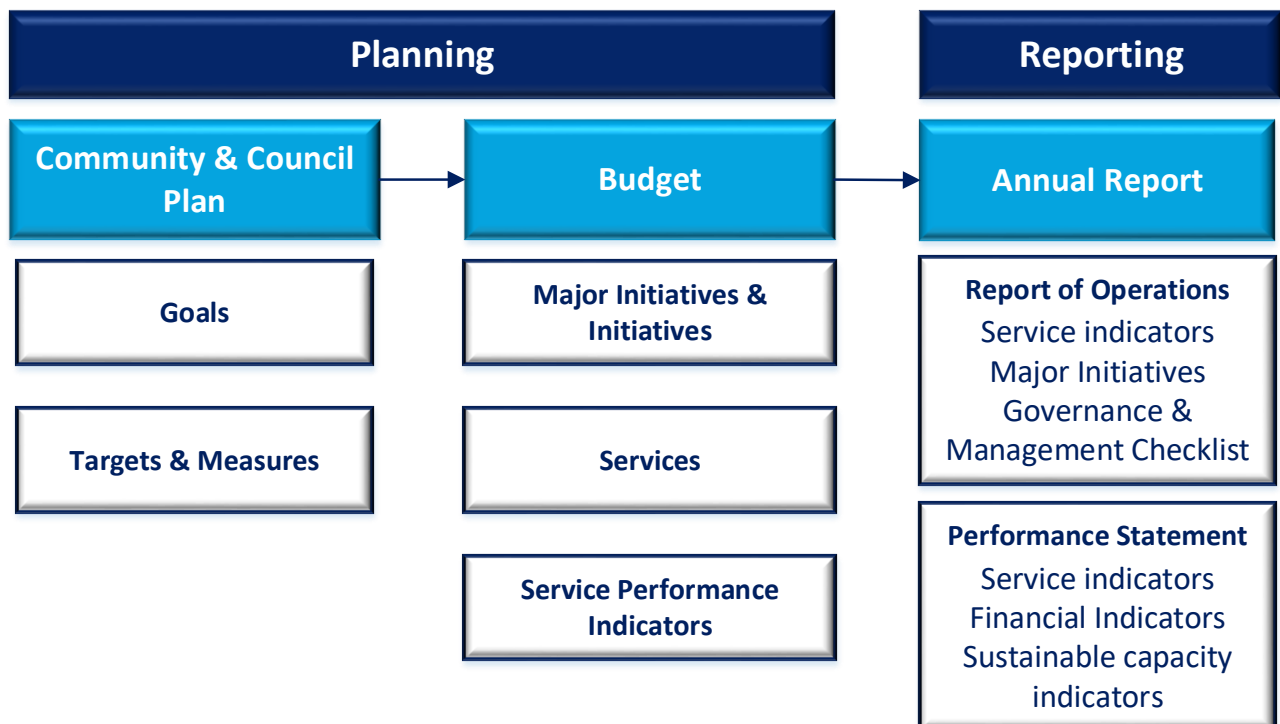 Planning
Reporting
Community & Council
Plan
Budget
Annual Report
Goals
Targets & Measures
Major Initiatives &
Initiatives
Services
Service Performance
Indicators
Report of Operations
Service indicators
Major Initiatives
Governance &
Management Checklist
Performance Statement
Service indicators
Financial Indicators
Sustainable capacity
indicators